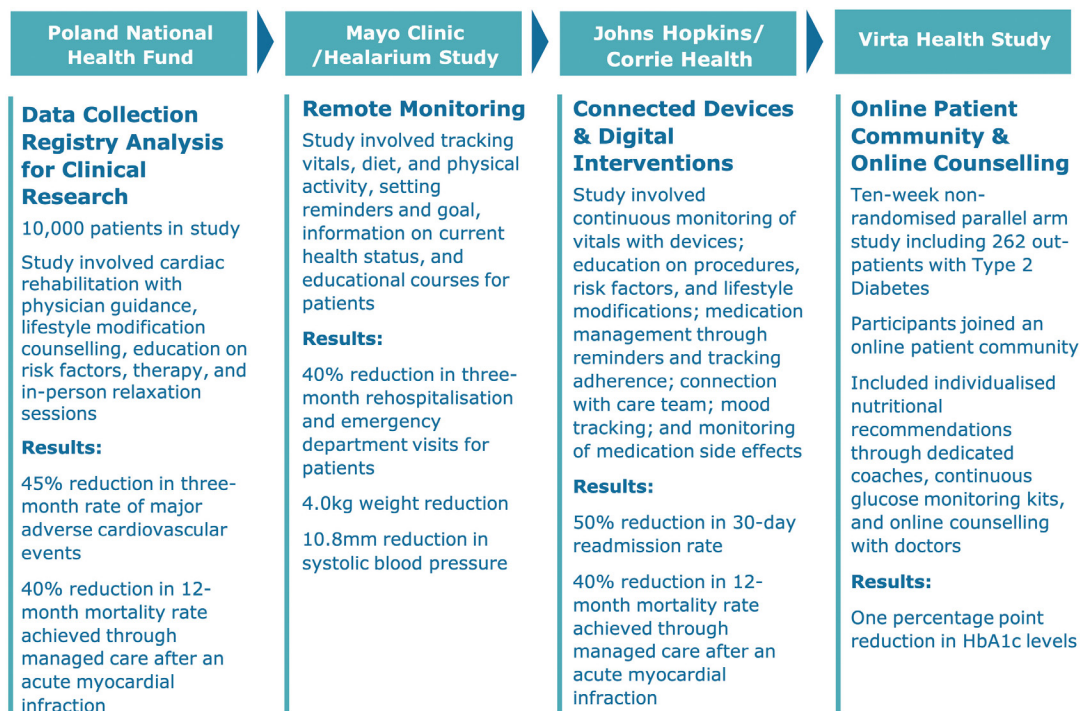 Poland National
Health Fund
Mayo Clinic
/Healarium Study
Johns Hopkins/
Corrie Health
Virta Health Study
Data Collection
Registry Analysis
for Clinical
Research
10,000 patients in study
Study involved cardiac
rehabilitation with
physician guidance,
lifestyle modification
counselling, education on
risk factors, therapy, and
in-person relaxation
sessions
Results:
45% reduction in three-
month rate of major
adverse cardiovascular
events
40% reduction in 12-
month mortality rate
achieved through
managed care after an
acute myocardial
infraction
Remote Monitoring
Study involved tracking
vitals, diet, and physical
activity, setting
reminders and goal,
information on current
health status, and
educational courses for
patients
Results:
40% reduction in three-
month rehospitalisation
and emergency
department visits for
patients
4.0kg weight reduction
10.8mm reduction in
systolic blood pressure
Connected Devices
& Digital
Interventions
Study involved
continuous monitoring of
vitals with devices;
education on procedures,
risk factors, and lifestyle
modifications; medication
management through
reminders and tracking
adherence; connection
with care team; mood
tracking; and monitoring
of medication side effects
Results:
50% reduction in 30-day
readmission rate
40% reduction in 12-
month mortality rate
achieved through
managed care after an
acute myocardial
infraction
Online Patient
Community &
Online Counselling
Ten-week non-
randomised parallel arm
study including 262 out-
patients with Type 2
Diabetes
Participants joined an
online patient community
Included individualised
nutritional
recommendations
through dedicated
coaches, continuous
glucose monitoring kits,
and online counselling
with doctors
Results:
One percentage point
reduction in HbA1c levels